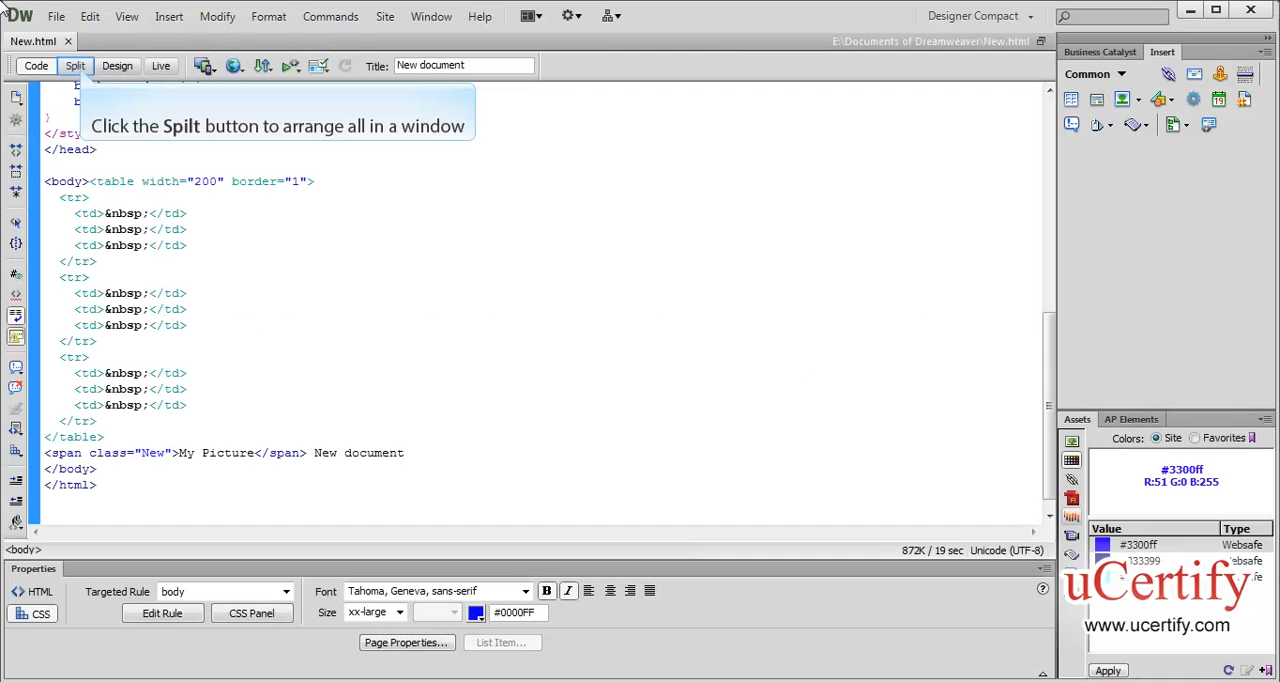 Dw File Edit View Insert Modify Format Commands Site Window Help Designer Compact
New.html E:\Documents of Dreamweaver\New.html
Code Split Design Live Title: New document
Business Catalyst Insert
Common
Click the Spilt button to arrange all in a window
b
b
}
</sty
</head>
<body><table width="200" border="1">
<tr>
<td>&nbsp;</td>
<td>&nbsp;</td>
<td>&nbsp;</td>
</tr>
<tr>
<td>&nbsp;</td>
<td>&nbsp;</td>
<td>&nbsp;</td>
</tr>
<tr>
<td>&nbsp;</td>
<td>&nbsp;</td>
<td>&nbsp;</td>
</tr>
</table>
<span class="New">My Picture</span> New document
</body>
</html>
<body> 872K / 19 sec Unicode (UTF-8)
Assets AP Elements
Colors: Site Favorites
#3300ff
R:51 G:0 B:255
Value Type
#3300ff Websafe
33399 Websafe
uCertify
www.ucertify.com
Apply
Properties
HTML Targeted Rule body Font Tahoma, Geneva, sans-serif B I
CSS Edit Rule CSS Panel Size xx-large #0000FF
Page Properties... List Item...